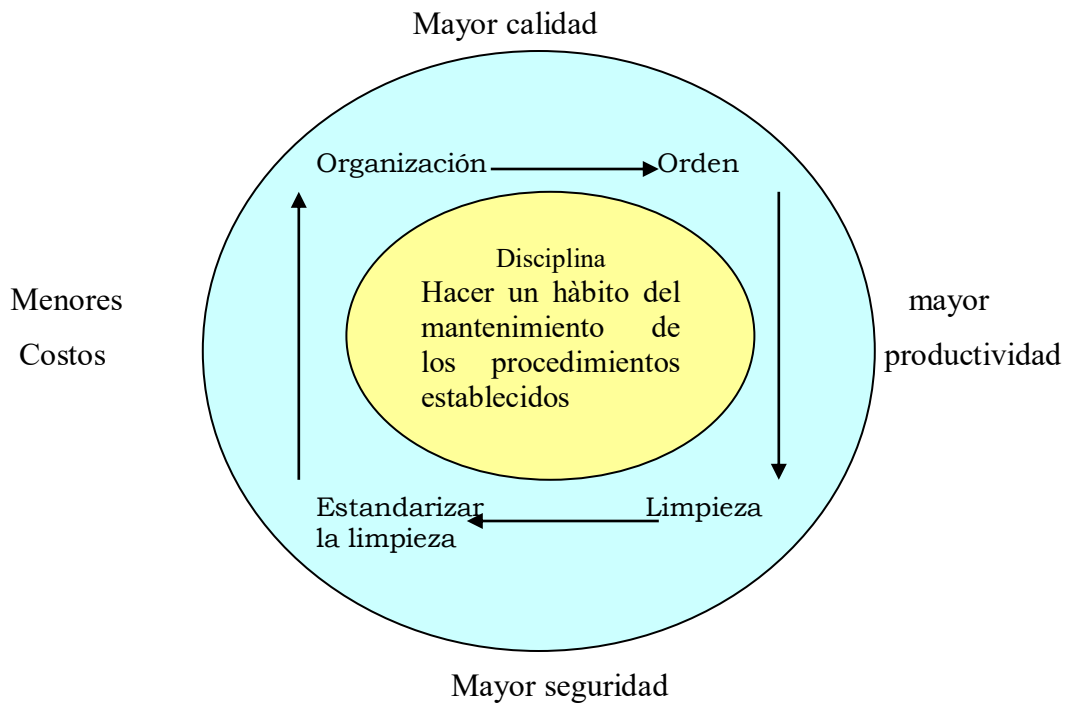 Mayor calidad
Organización
Orden
Disciplina
Hacer un hàbito del
mantenimiento de
los procedimientos
establecidos
Menores
Costos
mayor
productividad
Estandarizar
la limpieza
Limpieza
Mayor seguridad